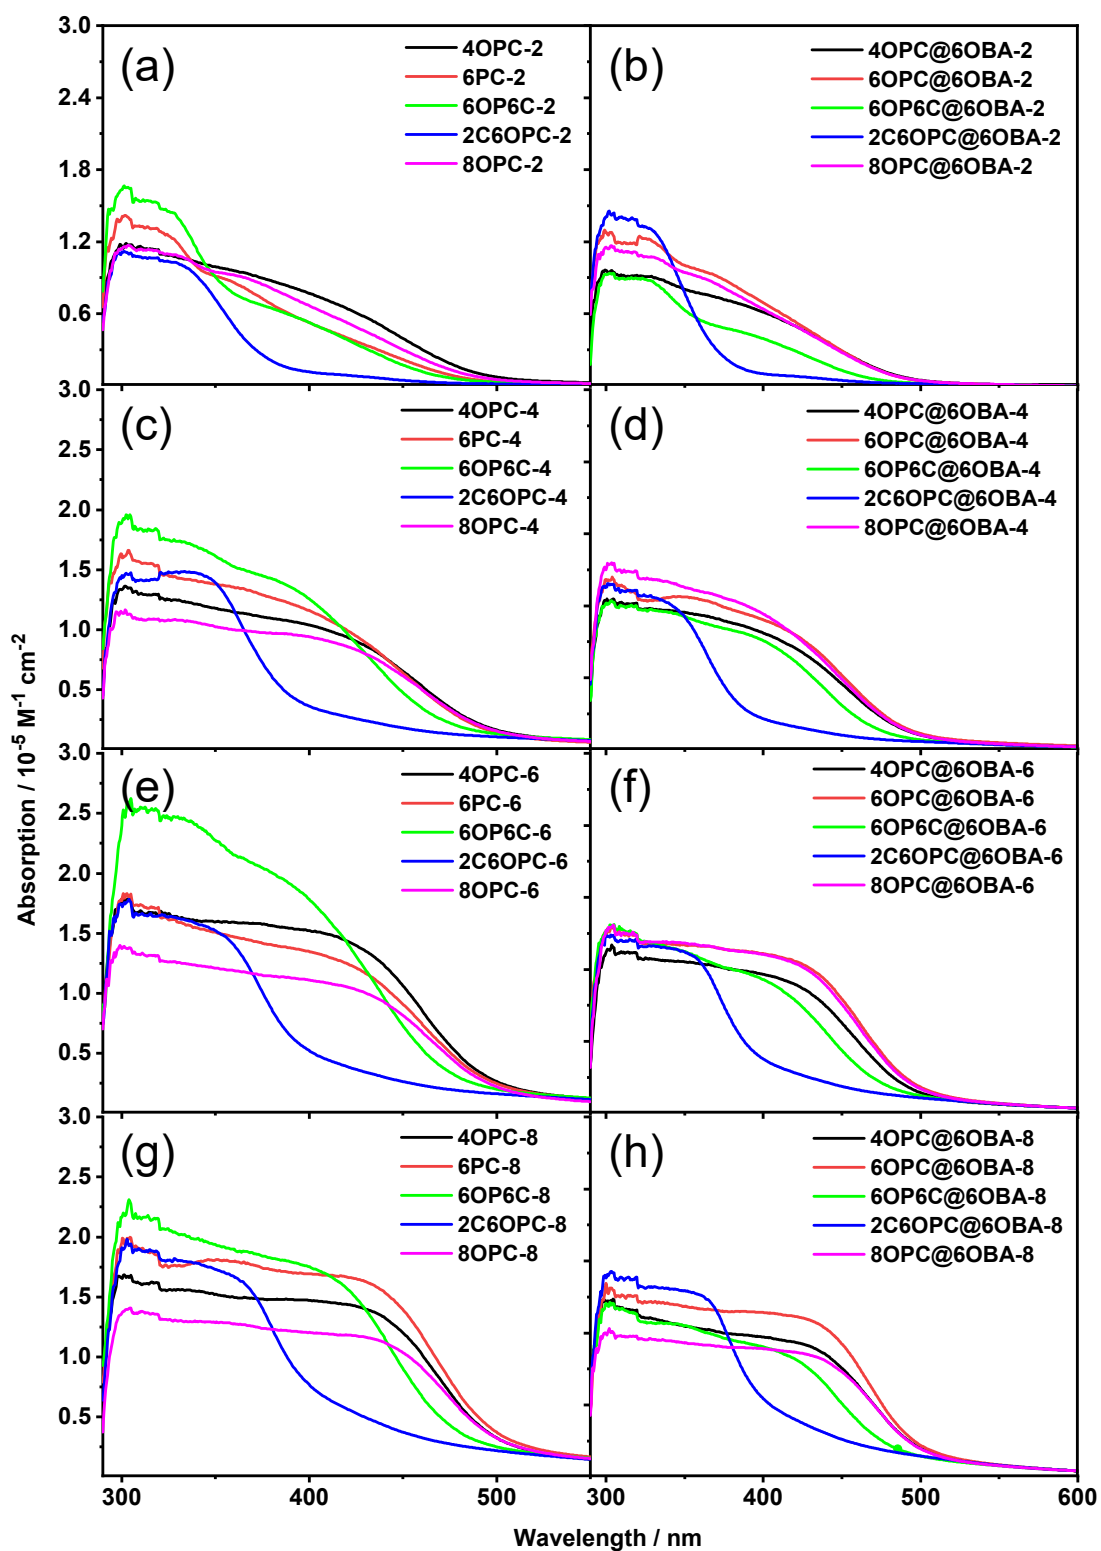 3.0
2.4
1.8
1.2
0.6
(a)
4OPC-2
6PC-2
6OP6C-2
2C6OPC-2
8OPC-2
(b)
4OPC@6OBA-2
6OPC@6OBA-2
6OP6C@6OBA-2
2C6OPC@6OBA-2
8OPC@6OBA-2
3.0
2.5
2.0
1.5
1.0
0.5
(c)
4OPC-4
6PC-4
6OP6C-4
2C6OPC-4
8OPC-4
(d)
4OPC@6OBA-4
6OPC@6OBA-4
6OP6C@6OBA-4
2C6OPC@6OBA-4
8OPC@6OBA-4
Absorption / 10⁻⁵ M⁻¹ cm⁻²
3.0
2.5
2.0
1.5
1.0
0.5
(e)
4OPC-6
6PC-6
6OP6C-6
2C6OPC-6
8OPC-6
(f)
4OPC@6OBA-6
6OPC@6OBA-6
6OP6C@6OBA-6
2C6OPC@6OBA-6
8OPC@6OBA-6
3.0
2.5
2.0
1.5
1.0
0.5
(g)
4OPC-8
6PC-8
6OP6C-8
2C6OPC-8
8OPC-8
(h)
4OPC@6OBA-8
6OPC@6OBA-8
6OP6C@6OBA-8
2C6OPC@6OBA-8
8OPC@6OBA-8
300 400 500 300 400 500 600
Wavelength / nm